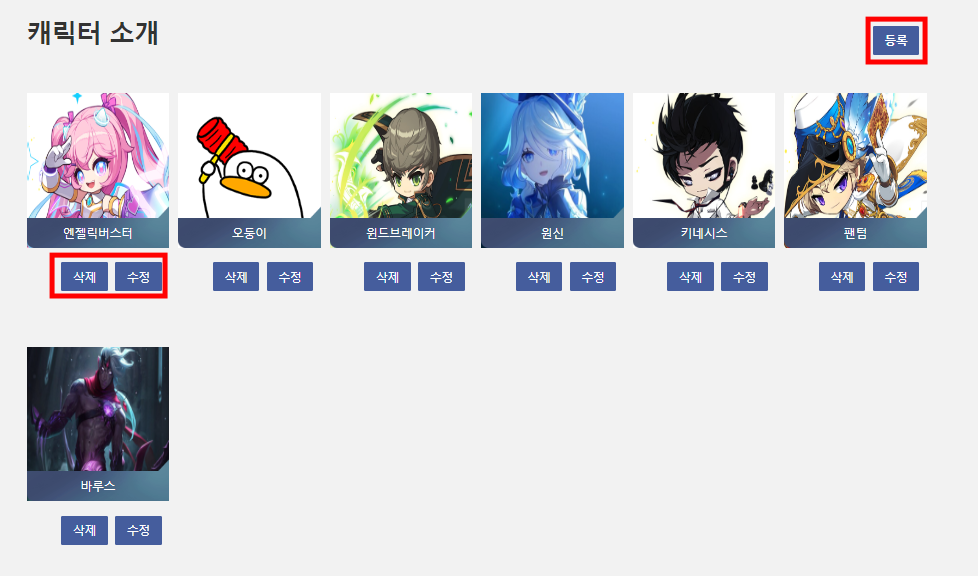 캐릭터 소개
등록
엔젤릭버스터
오둥이
윈드브레이커
원신
키네시스
팬텀
삭제 수정
삭제 수정
삭제 수정
삭제 수정
삭제 수정
삭제 수정
바루스
삭제 수정